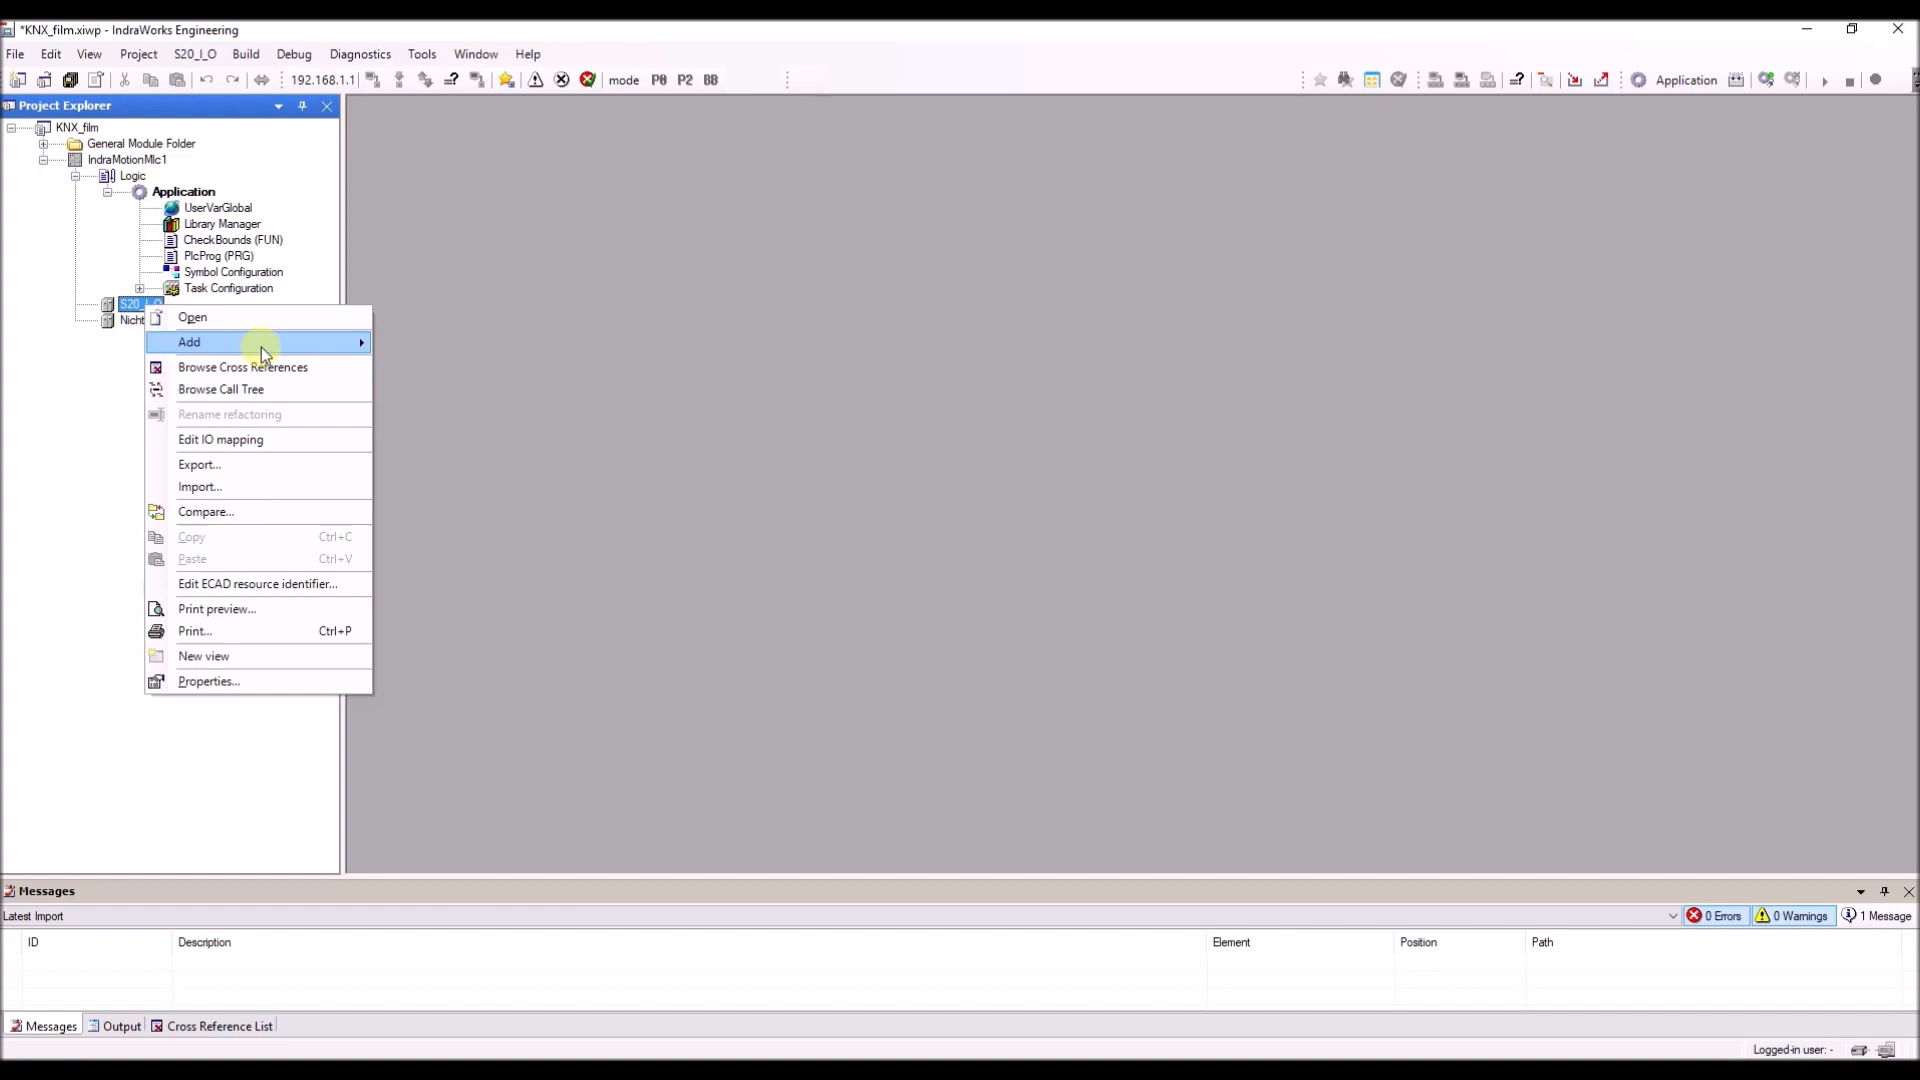 *KNX_film.xiwp - IndraWorks Engineering
File Edit View Project S20_I_O Build Debug Diagnostics Tools Window Help
192.168.1.1 =? mode P0 P2 BB =? Application
Project Explorer
KNX_film
General Module Folder
IndraMotionMlc1
Logic
Application
UserVarGlobal
Library Manager
CheckBounds (FUN)
PlcProg (PRG)
Symbol Configuration
Task Configuration
S20_I_O
Nicht
Open
Add
Browse Cross References
Browse Call Tree
Rename refactoring
Edit IO mapping
Export...
Import...
Compare...
Copy Ctrl+C
Paste Ctrl+V
Edit ECAD resource identifier...
Print preview...
Print... Ctrl+P
New view
Properties...
Messages
Latest Import 0 Errors 0 Warnings 1 Message
ID Description Element Position Path
Messages Output Cross Reference List
Logged-in user: -